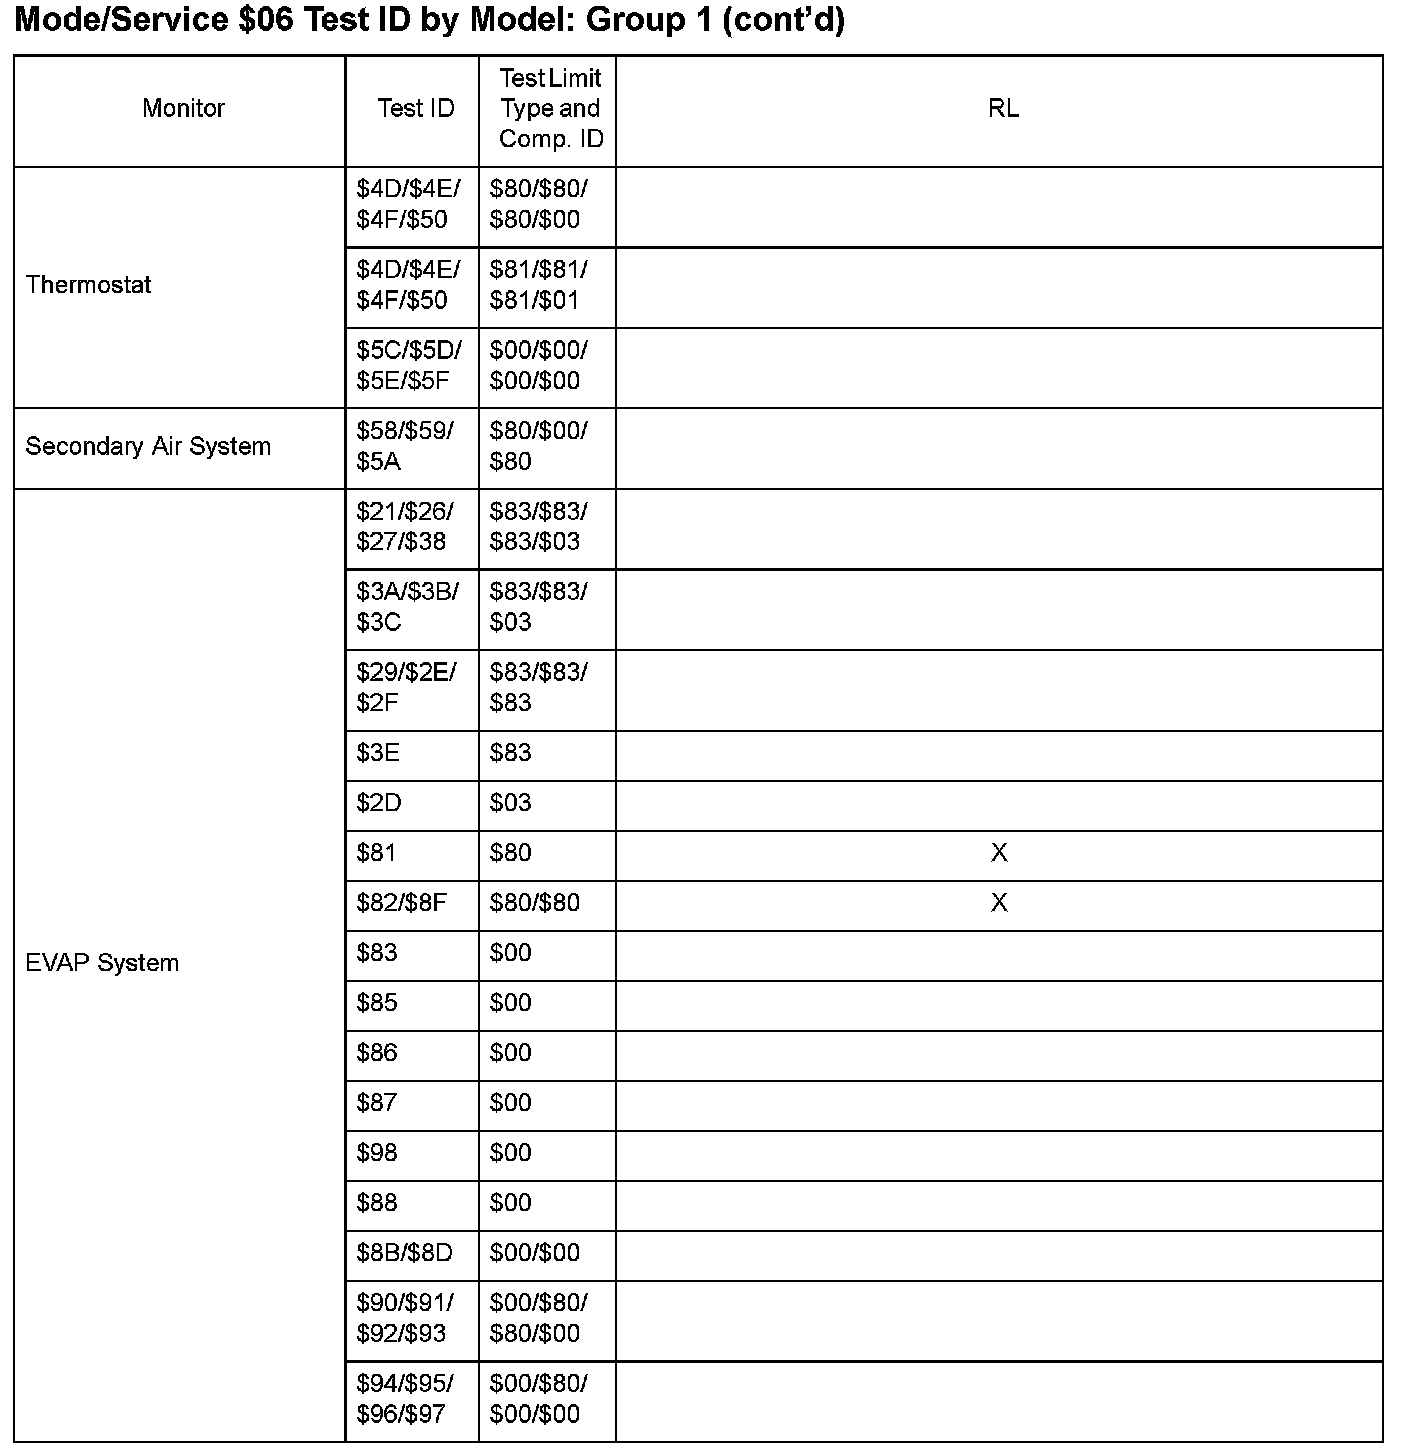 Mode/Service $06 Test ID by Model: Group 1 (cont’d)
Monitor
Test ID
Test Limit
Type and
Comp. ID
RL
Thermostat
$4D/$4E/
$4F/$50
$80/$80/
$80/$00
$4D/$4E/
$4F/$50
$81/$81/
$81/$01
$5C/$5D/
$5E/$5F
$00/$00/
$00/$00
Secondary Air System
$58/$59/
$5A
$80/$00/
$80
EVAP System
$21/$26/
$27/$38
$83/$83/
$83/$03
$3A/$3B/
$3C
$83/$83/
$03
$29/$2E/
$2F
$83/$83/
$83
$3E
$83
$2D
$03
$81
$80
X
$82/$8F
$80/$80
X
$83
$00
$85
$00
$86
$00
$87
$00
$98
$00
$88
$00
$8B/$8D
$00/$00
$90/$91/
$92/$93
$00/$80/
$80/$00
$94/$95/
$96/$97
$00/$80/
$00/$00